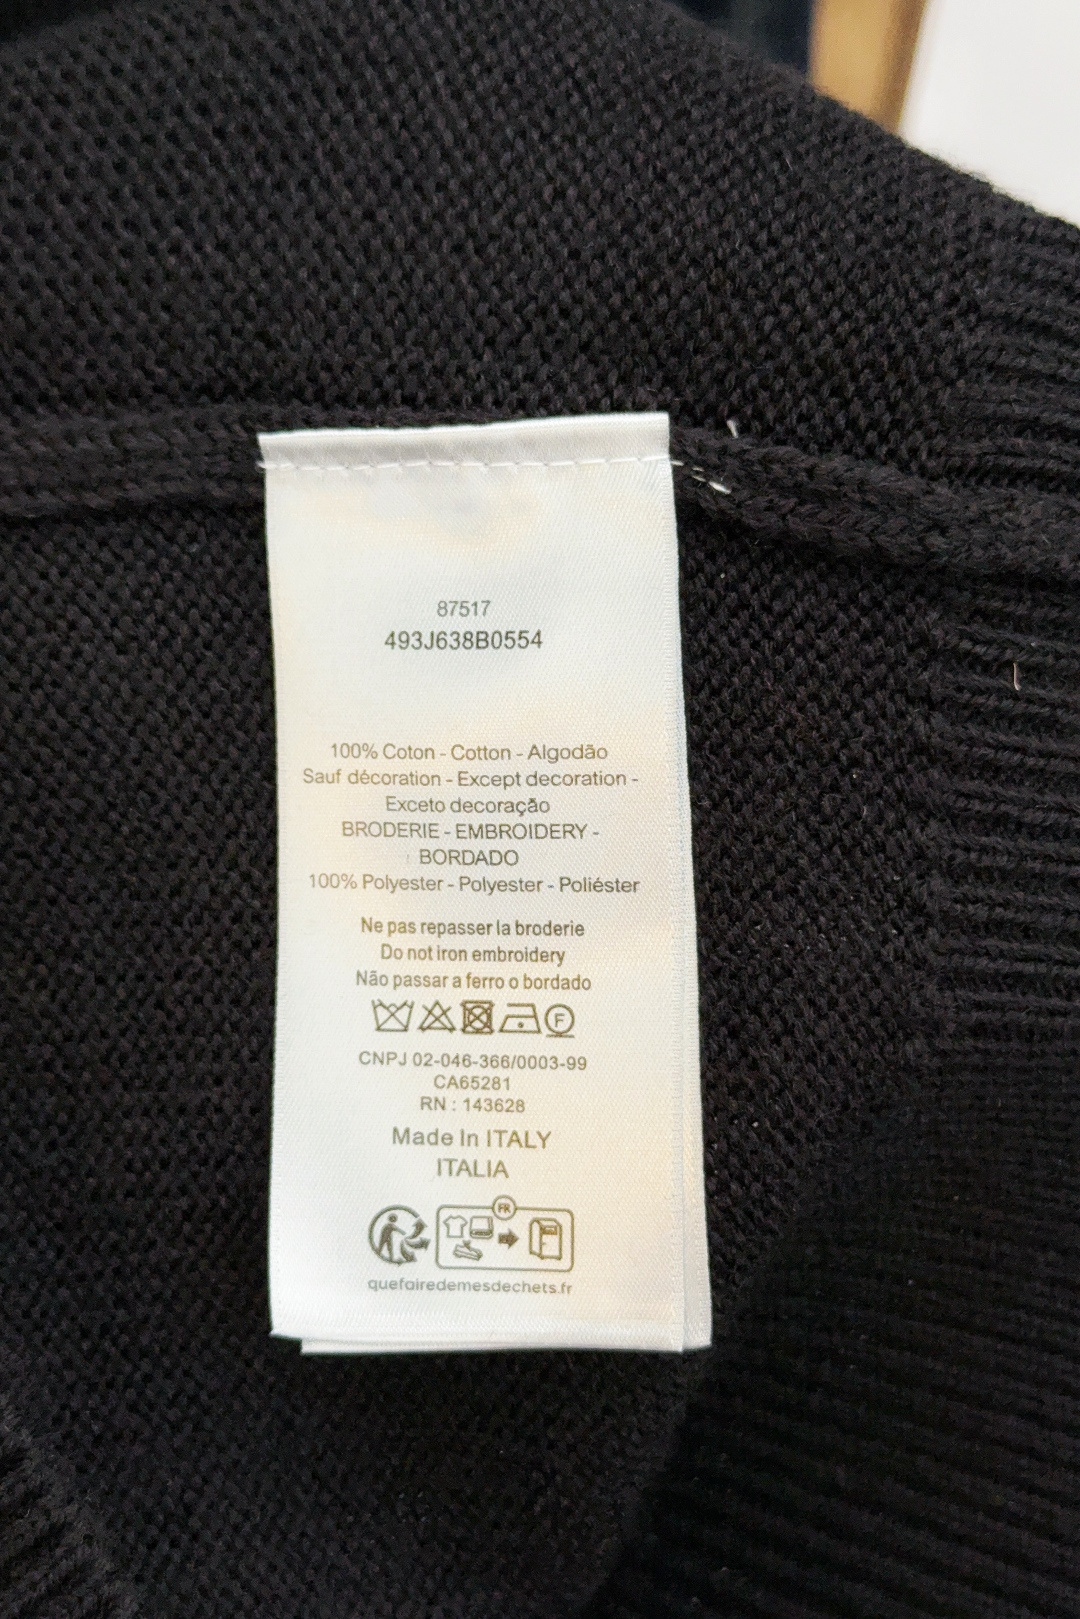 87517
493J638B0554
100% Coton - Cotton - Algodão
Sauf décoration - Except decoration -
Exceto decoração
BRODERIE - EMBROIDERY -
BORDADO
100% Polyester - Polyester - Poliéster
Ne pas repasser la broderie
Do not iron embroidery
Não passar a ferro o bordado
F
CNPJ 02-046-366/0003-99
CA65281
RN : 143628
Made In ITALY
ITALIA
FR
quefairedemesdechets.fr